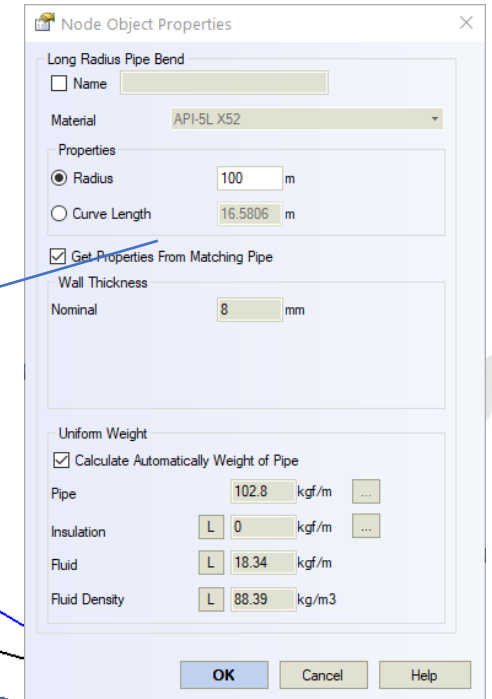 Node Object Properties
Long Radius Pipe Bend
Name
Material API-5L X52
Properties
Radius 100 m
Curve Length 16.5806 m
Get Properties From Matching Pipe
Wall Thickness
Nominal 8 mm
Uniform Weight
Calculate Automatically Weight of Pipe
Pipe 102.8 kgf/m ...
Insulation L 0 kgf/m ...
Fluid L 18.34 kgf/m
Fluid Density L 88.39 kg/m3
OK Cancel Help